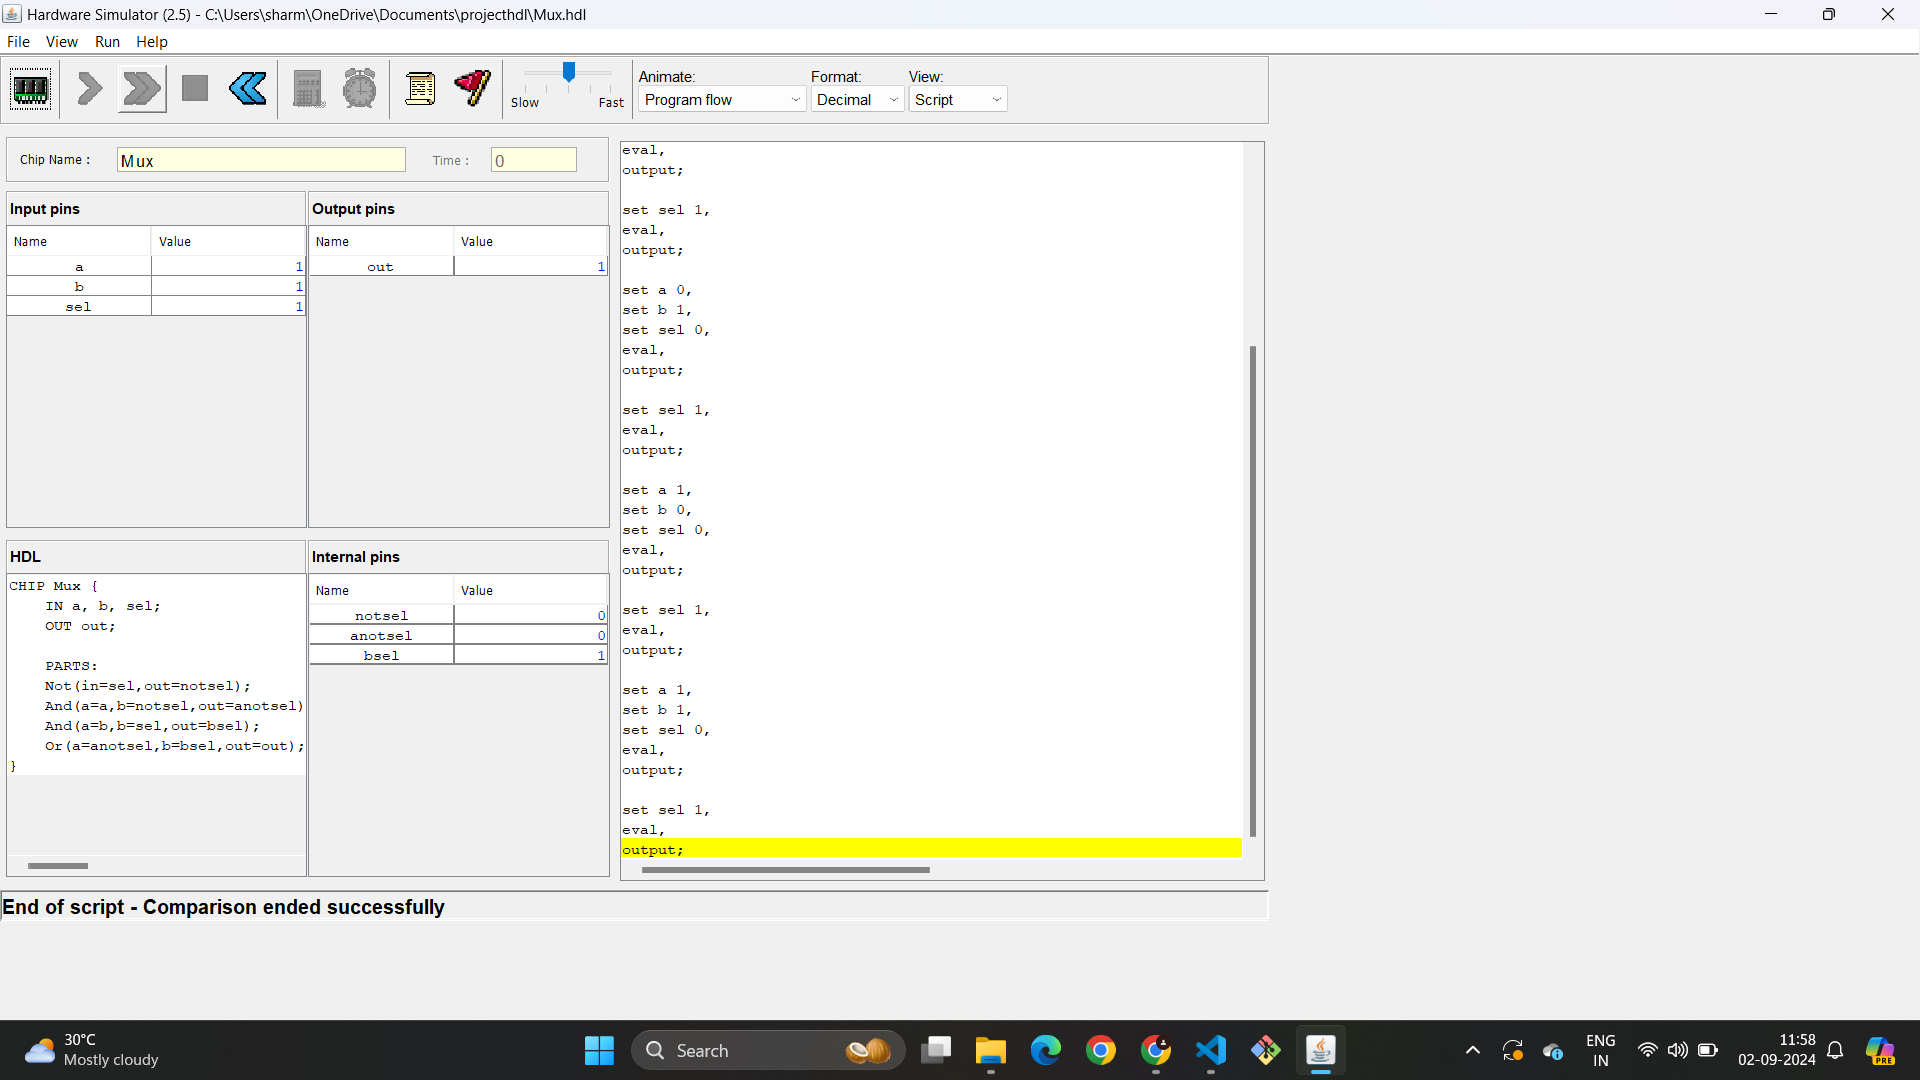 Hardware Simulator (2.5) - C:\Users\sharm\OneDrive\Documents\projecthdl\Mux.hdl
File View Run Help
Slow Fast
Animate: Format: View:
Program flow Decimal Script
Chip Name : Mux Time : 0
Input pins
Name Value
a 1
b 1
sel 1
Output pins
Name Value
out 1
HDL
CHIP Mux {
    IN a, b, sel;
    OUT out;
    PARTS:
    Not(in=sel,out=notsel);
    And(a=a,b=notsel,out=anotsel)
    And(a=b,b=sel,out=bsel);
    Or(a=anotsel,b=bsel,out=out);
}
Internal pins
Name Value
notsel 0
anotsel 0
bsel 1
eval,
output;
set sel 1,
eval,
output;
set a 0,
set b 1,
set sel 0,
eval,
output;
set sel 1,
eval,
output;
set a 1,
set b 0,
set sel 0,
eval,
output;
set sel 1,
eval,
output;
set a 1,
set b 1,
set sel 0,
eval,
output;
set sel 1,
eval,
output;
End of script - Comparison ended successfully
30°C
Mostly cloudy
Search
ENG
IN
11:58
02-09-2024
PRE